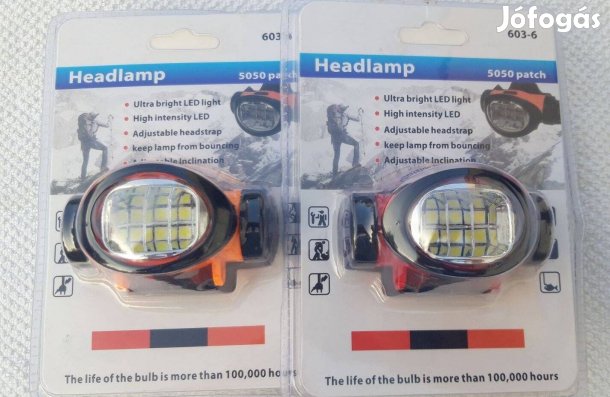 Jófogás
603-6
Headlamp
5050 patch
• Ultra bright LED light
• High intensity LED
• Adjustable headstrap
• keep lamp from bouncing
• Adjustable Inclination
The life of the bulb is more than 100,000 hours
603-6
Headlamp
5050 patch
• Ultra bright LED light
• High intensity LED
• Adjustable headstrap
• keep lamp from bouncing
• Adjustable Inclination
The life of the bulb is more than 100,000 hours